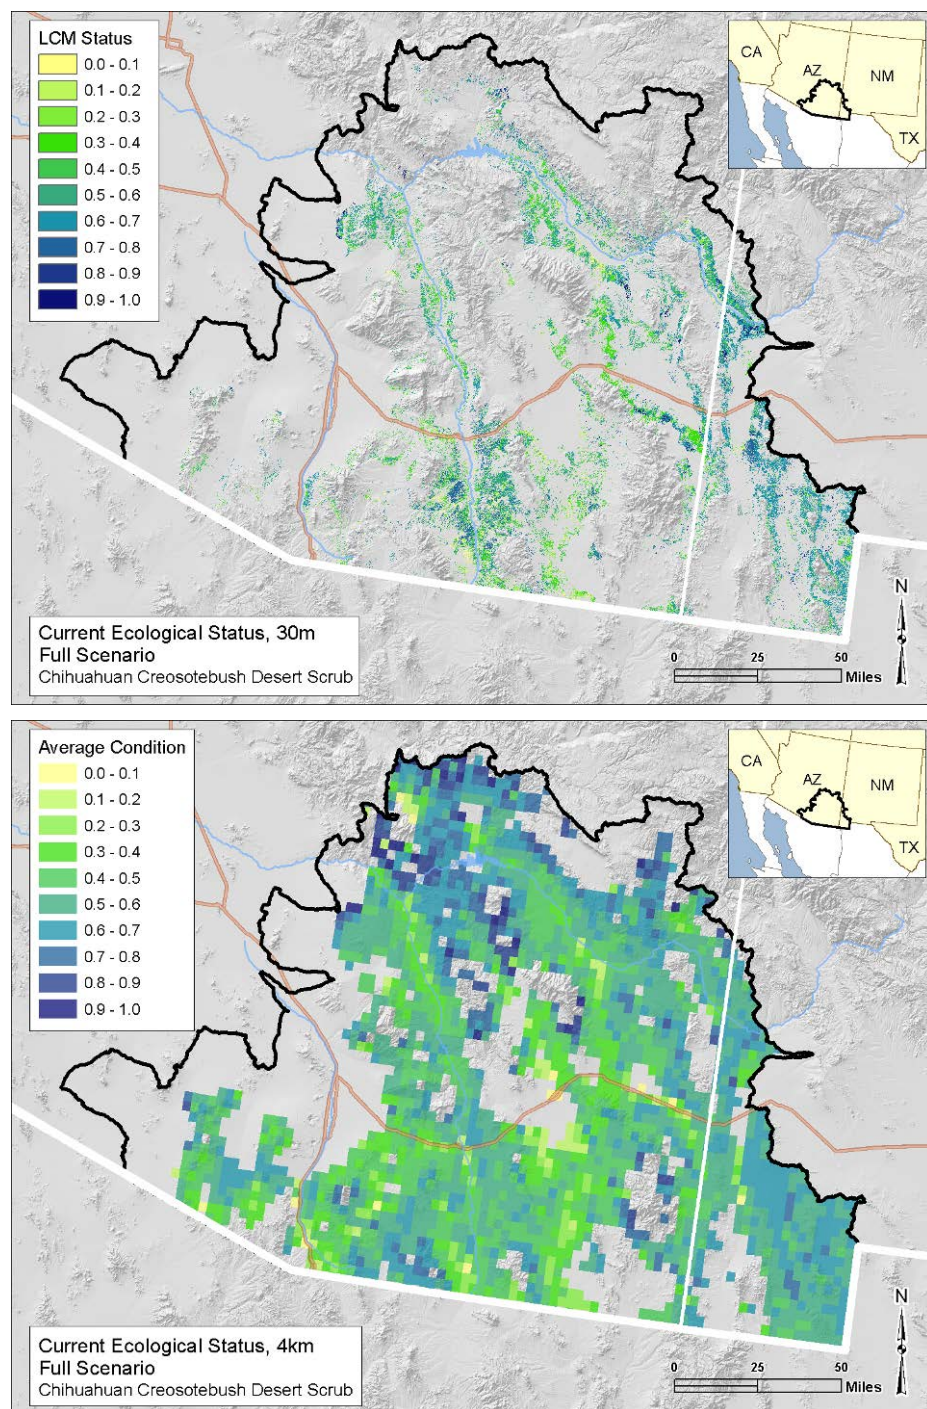 LCM Status
0.0 - 0.1
0.1 - 0.2
0.2 - 0.3
0.3 - 0.4
0.4 - 0.5
0.5 - 0.6
0.6 - 0.7
0.7 - 0.8
0.8 - 0.9
0.9 - 1.0
CA
AZ
NM
TX
Current Ecological Status, 30m
Full Scenario
Chihuahuan Creosotebush Desert Scrub
N
0 25 50
Miles
Average Condition
0.0 - 0.1
0.1 - 0.2
0.2 - 0.3
0.3 - 0.4
0.4 - 0.5
0.5 - 0.6
0.6 - 0.7
0.7 - 0.8
0.8 - 0.9
0.9 - 1.0
CA
AZ
NM
TX
Current Ecological Status, 4km
Full Scenario
Chihuahuan Creosotebush Desert Scrub
N
0 25 50
Miles